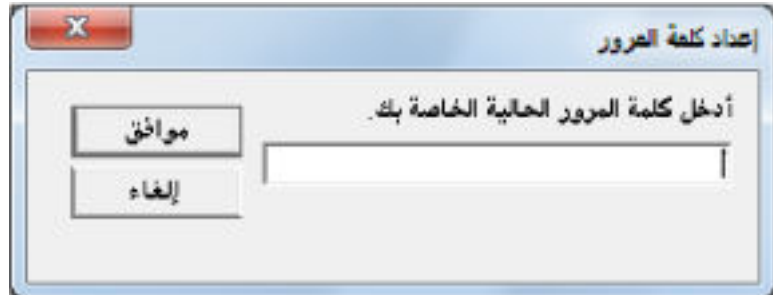 إعداد كلمة المرور
أدخل كلمة المرور الحالية الخاصة بك.
موافق
إلغاء